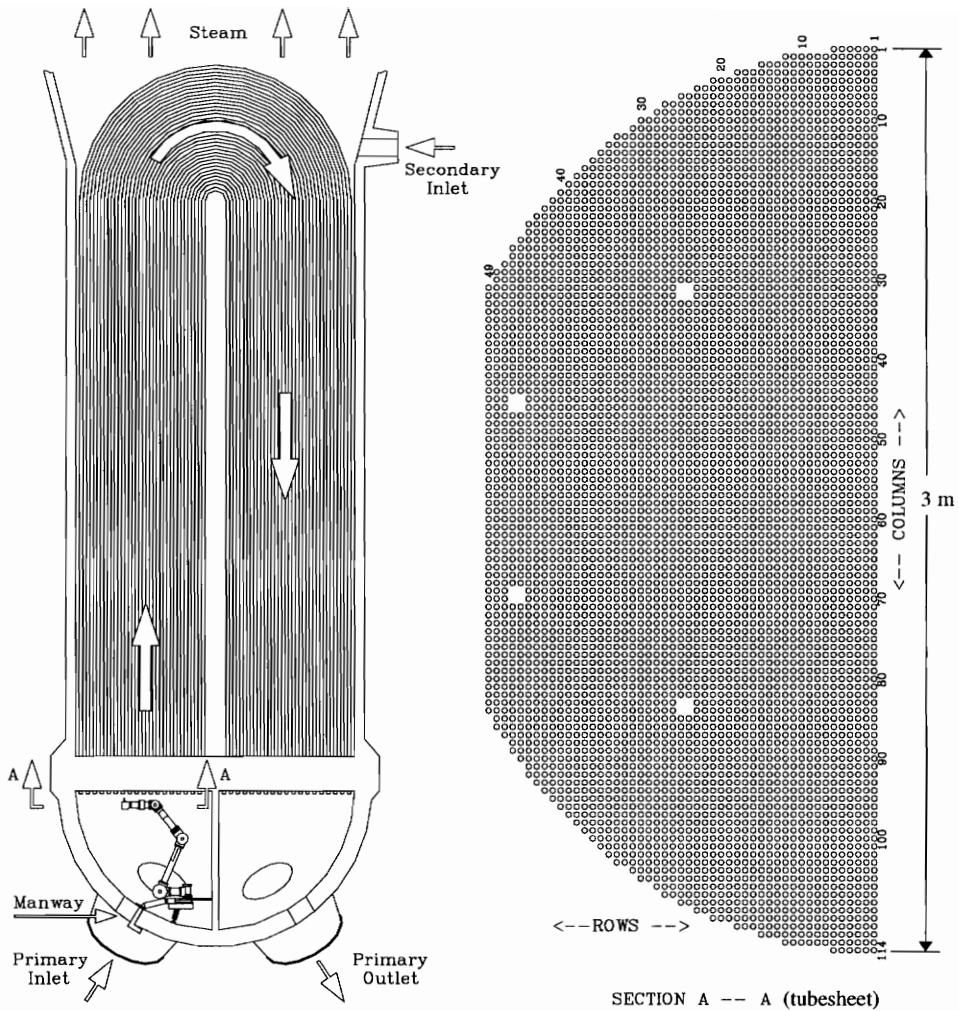 Steam
Secondary
Inlet
A
A
Manway
Primary
Inlet
Primary
Outlet
1
10
20
30
40
49
1
10
20
30
40
50
60
70
80
90
100
114
<-- COLUMNS -->
3 m
<--ROWS -->
SECTION A -- A (tubesheet)